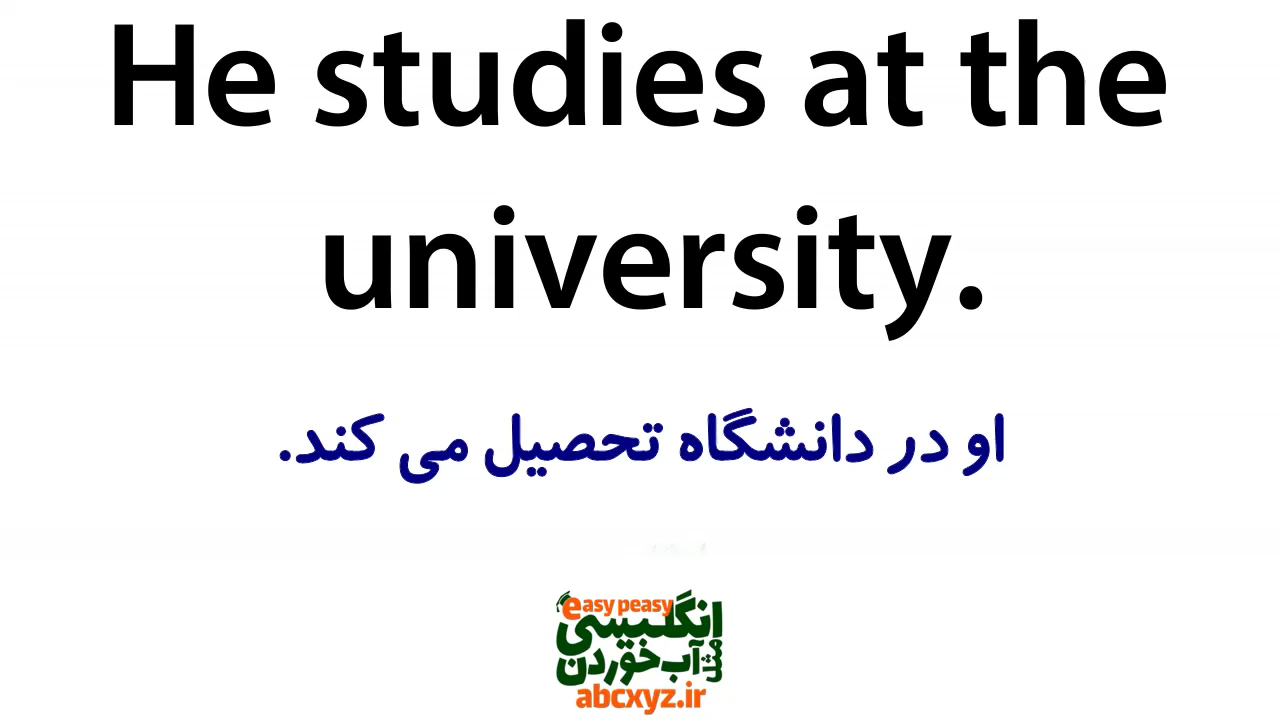 He studies at the
university.
او در دانشگاه تحصیل می کند.
easy peasy
انگلیسی
مثل آب خوردن
abcxyz.ir